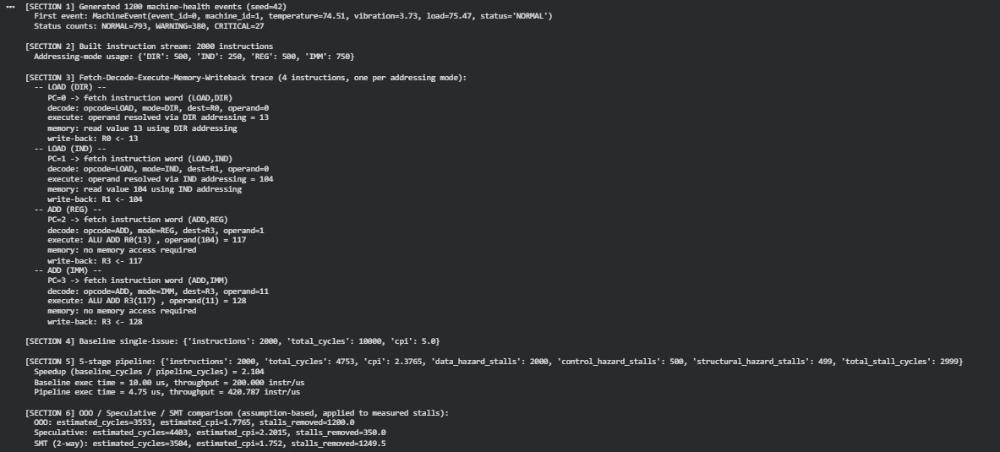 [SECTION 1] Generated 1200 machine-health events (seed=42)
First event: MachineEvent(event_id=0, machine_id=1, temperature=74.51, vibration=3.73, load=75.47, status='NORMAL')
Status counts: NORMAL=793, WARNING=380, CRITICAL=27
[SECTION 2] Built instruction stream: 2000 instructions
Addressing-mode usage: {'DIR': 500, 'IND': 250, 'REG': 500, 'IMM': 750}
[SECTION 3] Fetch-Decode-Execute-Memory-Writeback trace (4 instructions, one per addressing mode):
-- LOAD (DIR) --
PC=0 -> fetch instruction word (LOAD,DIR)
decode: opcode=LOAD, mode=DIR, dest=R0, operand=0
execute: operand resolved via DIR addressing = 13
memory: read value 13 using DIR addressing
write-back: R0 <- 13
-- LOAD (IND) --
PC=1 -> fetch instruction word (LOAD,IND)
decode: opcode=LOAD, mode=IND, dest=R1, operand=0
execute: operand resolved via IND addressing = 104
memory: read value 104 using IND addressing
write-back: R1 <- 104
-- ADD (REG) --
PC=2 -> fetch instruction word (ADD,REG)
decode: opcode=ADD, mode=REG, dest=R3, operand=1
execute: ALU ADD R0(13) , operand(104) = 117
memory: no memory access required
write-back: R3 <- 117
-- ADD (IMM) --
PC=3 -> fetch instruction word (ADD,IMM)
decode: opcode=ADD, mode=IMM, dest=R3, operand=11
execute: ALU ADD R3(117) , operand(11) = 128
memory: no memory access required
write-back: R3 <- 128
[SECTION 4] Baseline single-issue: {'instructions': 2000, 'total_cycles': 10000, 'cpi': 5.0}
[SECTION 5] 5-stage pipeline: {'instructions': 2000, 'total_cycles': 4753, 'cpi': 2.3765, 'data_hazard_stalls': 2000, 'control_hazard_stalls': 500, 'structural_hazard_stalls': 499, 'total_stall_cycles': 2999}
Speedup (baseline_cycles / pipeline_cycles) = 2.104
Baseline exec time = 10.00 us, throughput = 200.000 instr/us
Pipeline exec time = 4.75 us, throughput = 420.787 instr/us
[SECTION 6] OOO / Speculative / SMT comparison (assumption-based, applied to measured stalls):
OOO: estimated_cycles=3553, estimated_cpi=1.7765, stalls_removed=1200.0
Speculative: estimated_cycles=4403, estimated_cpi=2.2015, stalls_removed=350.0
SMT (2-way): estimated_cycles=3504, estimated_cpi=1.752, stalls_removed=1249.5